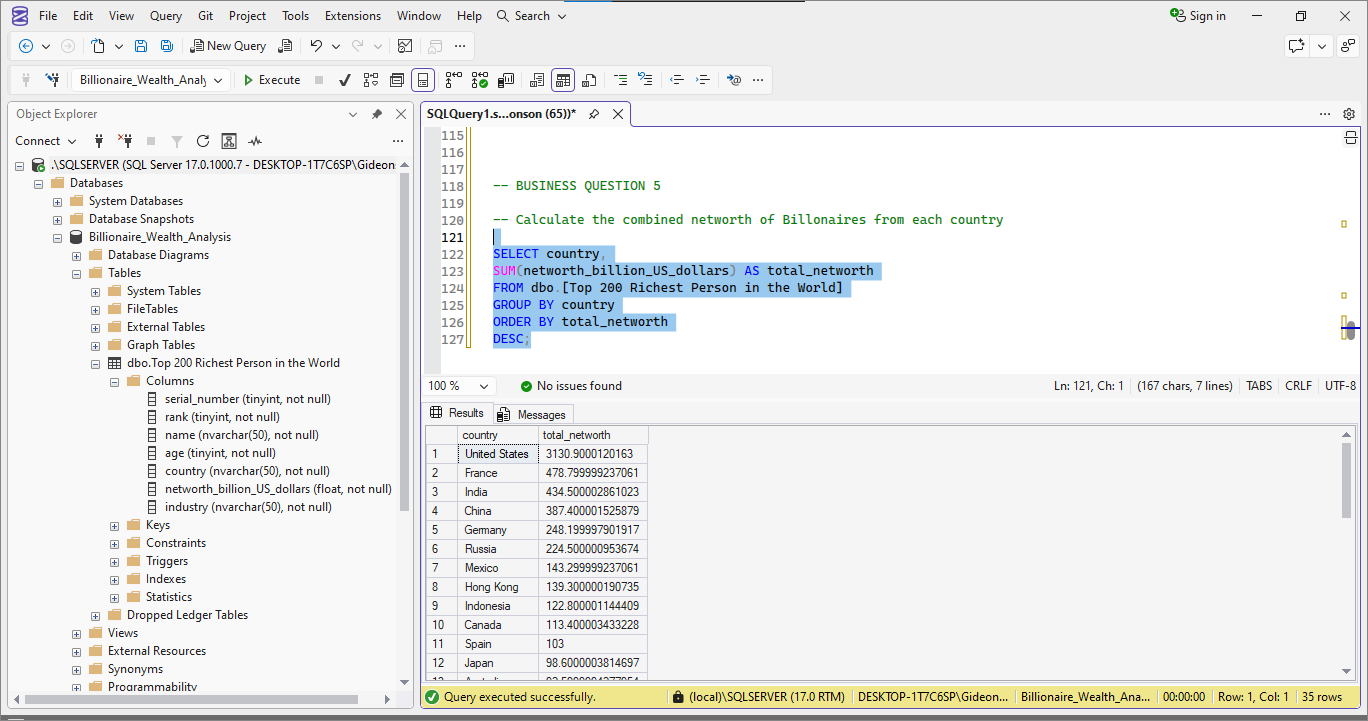 File Edit View Query Git Project Tools Extensions Window Help Search Sign in
New Query
Billionaire_Wealth_Analy Execute
Object Explorer
Connect
.\SQLSERVER (SQL Server 17.0.1000.7 - DESKTOP-1T7C6SP\Gideon
Databases
System Databases
Database Snapshots
Billionaire_Wealth_Analysis
Database Diagrams
Tables
System Tables
FileTables
External Tables
Graph Tables
dbo.Top 200 Richest Person in the World
Columns
serial_number (tinyint, not null)
rank (tinyint, not null)
name (nvarchar(50), not null)
age (tinyint, not null)
country (nvarchar(50), not null)
networth_billion_US_dollars (float, not null)
industry (nvarchar(50), not null)
Keys
Constraints
Triggers
Indexes
Statistics
Dropped Ledger Tables
Views
External Resources
Synonyms
Programmability
SQLQuery1.s...onson (65))*
115
116
117
118 -- BUSINESS QUESTION 5
119
120 -- Calculate the combined networth of Billonaires from each country
121
122 SELECT country,
123 SUM(networth_billion_US_dollars) AS total_networth
124 FROM dbo.[Top 200 Richest Person in the World]
125 GROUP BY country
126 ORDER BY total_networth
127 DESC;
100 % No issues found Ln: 121, Ch: 1 (167 chars, 7 lines) TABS CRLF UTF-8
Results Messages
country total_networth
1 United States 3130.9000120163
2 France 478.799999237061
3 India 434.500002861023
4 China 387.400001525879
5 Germany 248.199997901917
6 Russia 224.500000953674
7 Mexico 143.299999237061
8 Hong Kong 139.300000190735
9 Indonesia 122.800001144409
10 Canada 113.400003433228
11 Spain 103
12 Japan 98.6000003814697
Query executed successfully. (local)\SQLSERVER (17.0 RTM) DESKTOP-1T7C6SP\Gideon... Billionaire_Wealth_Ana... 00:00:00 Row: 1, Col: 1 35 rows